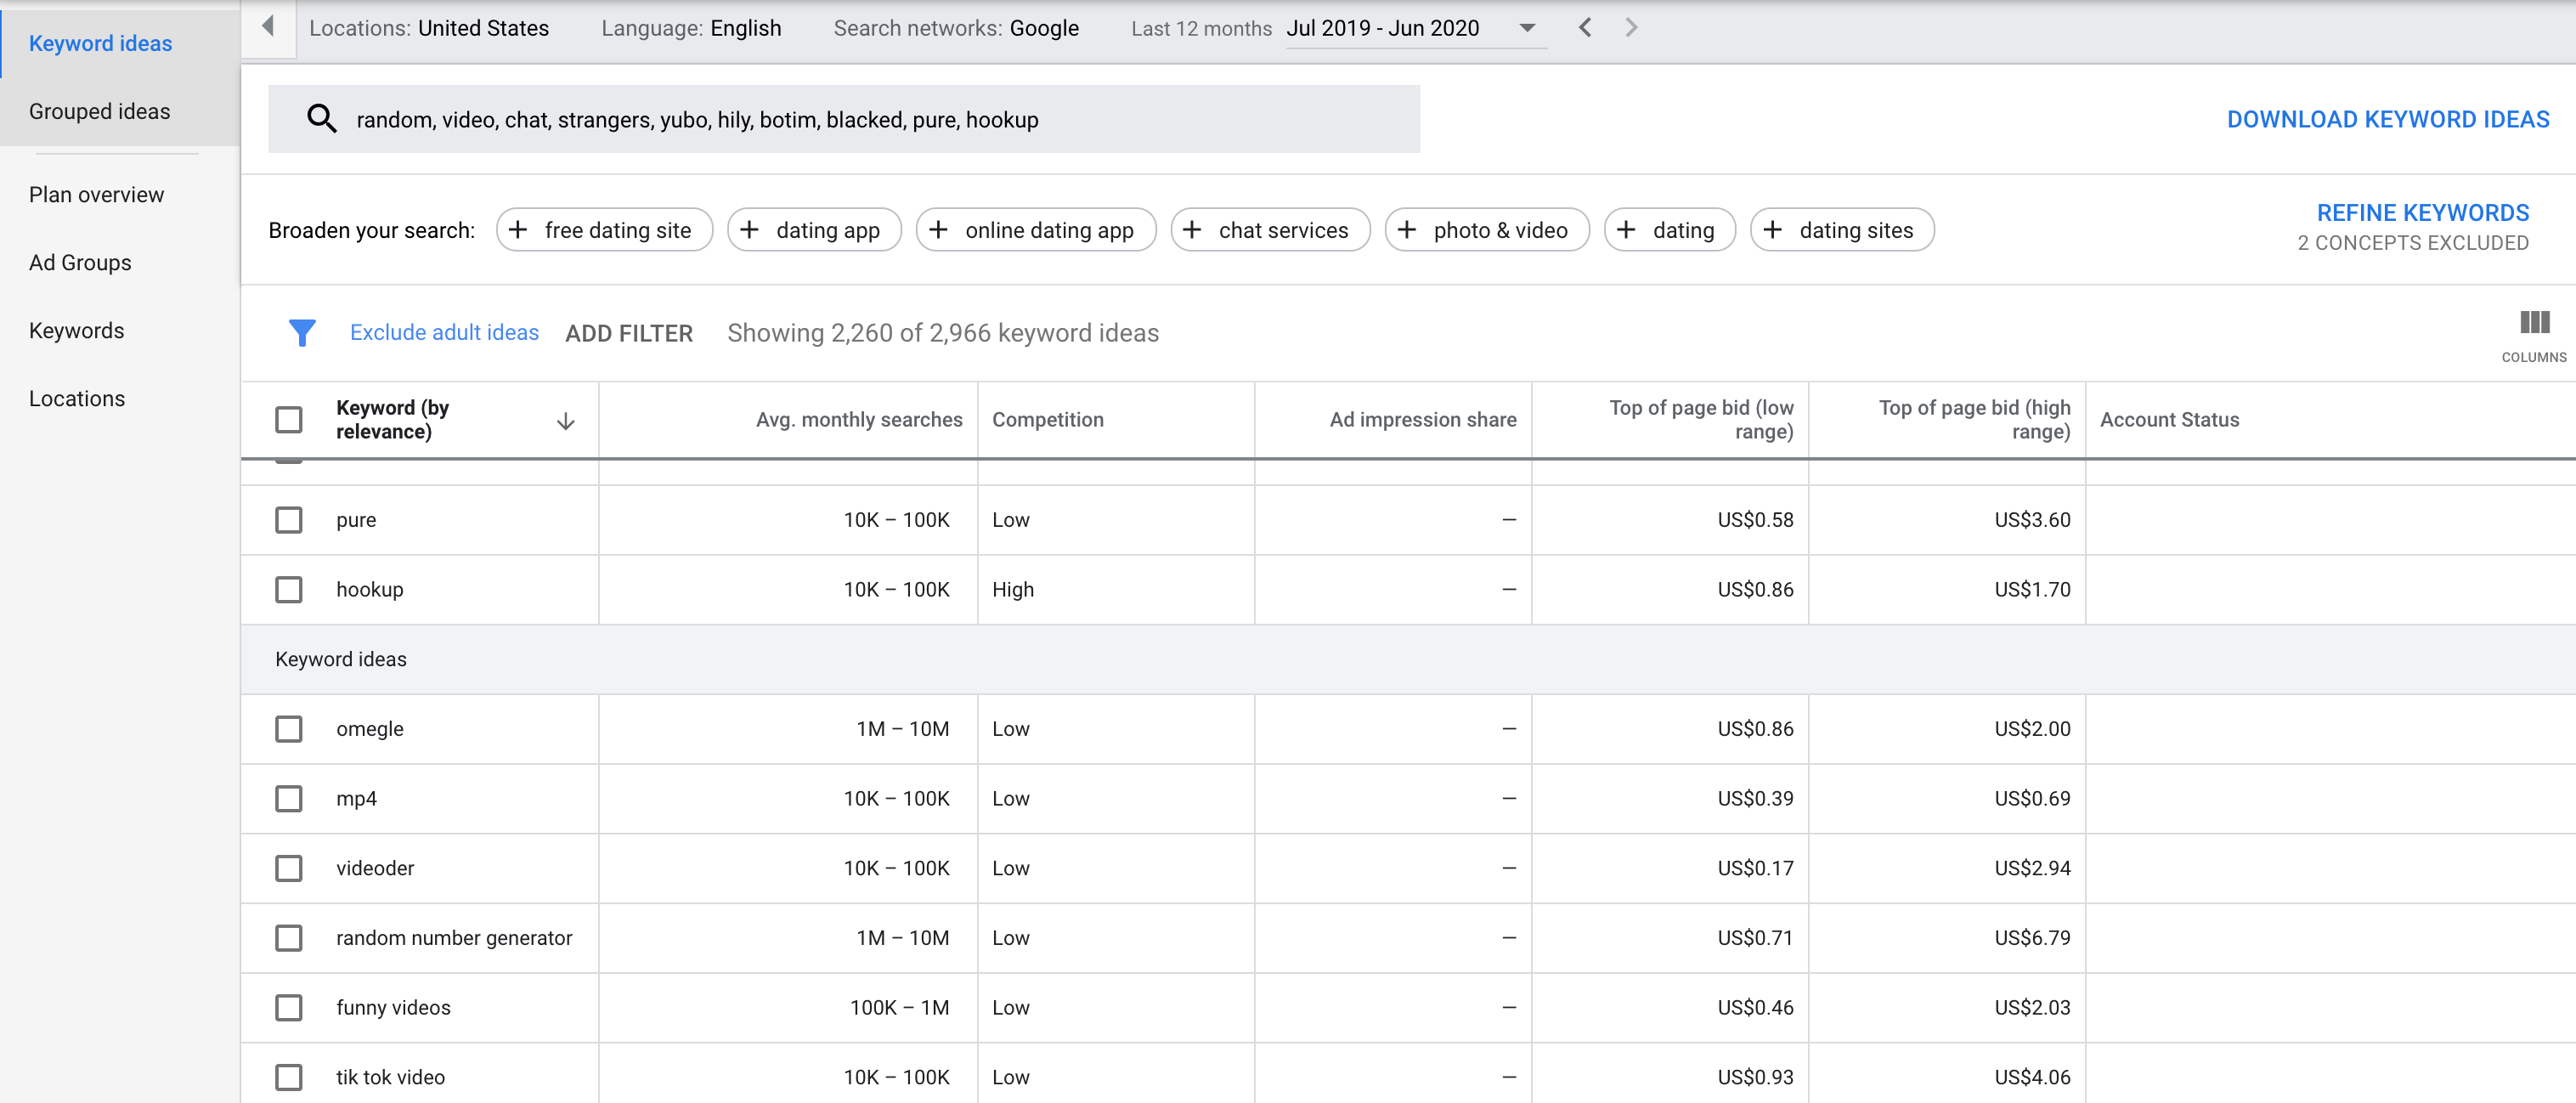 Keyword ideas
Grouped ideas
Plan overview
Ad Groups
Keywords
Locations
Locations: United States Language: English Search networks: Google Last 12 months Jul 2019 - Jun 2020
random, video, chat, strangers, yubo, hily, botim, blacked, pure, hookup
DOWNLOAD KEYWORD IDEAS
Broaden your search: + free dating site + dating app + online dating app + chat services + photo & video + dating + dating sites
REFINE KEYWORDS
2 CONCEPTS EXCLUDED
Exclude adult ideas ADD FILTER Showing 2,260 of 2,966 keyword ideas
COLUMNS
Keyword (by relevance) Avg. monthly searches Competition Ad impression share Top of page bid (low range) Top of page bid (high range) Account Status
pure 10K – 100K Low — US$0.58 US$3.60
hookup 10K – 100K High — US$0.86 US$1.70
Keyword ideas
omegle 1M – 10M Low — US$0.86 US$2.00
mp4 10K – 100K Low — US$0.39 US$0.69
videoder 10K – 100K Low — US$0.17 US$2.94
random number generator 1M – 10M Low — US$0.71 US$6.79
funny videos 100K – 1M Low — US$0.46 US$2.03
tik tok video 10K – 100K Low — US$0.93 US$4.06